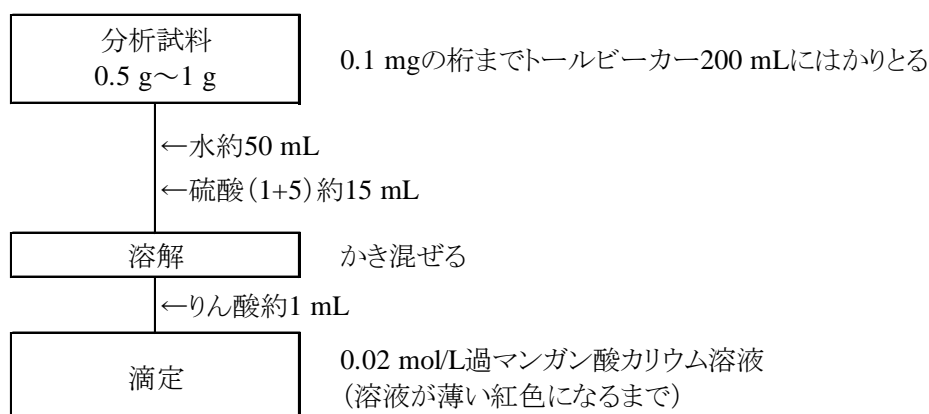 分析試料
0.5 g～1 g
0.1 mgの桁までトールビーカー200 mLにはかりとる
←水約50 mL
←硫酸（1+5）約15 mL
溶解
かき混ぜる
←りん酸約1 mL
滴定
0.02 mol/L過マンガン酸カリウム溶液
（溶液が薄い紅色になるまで）